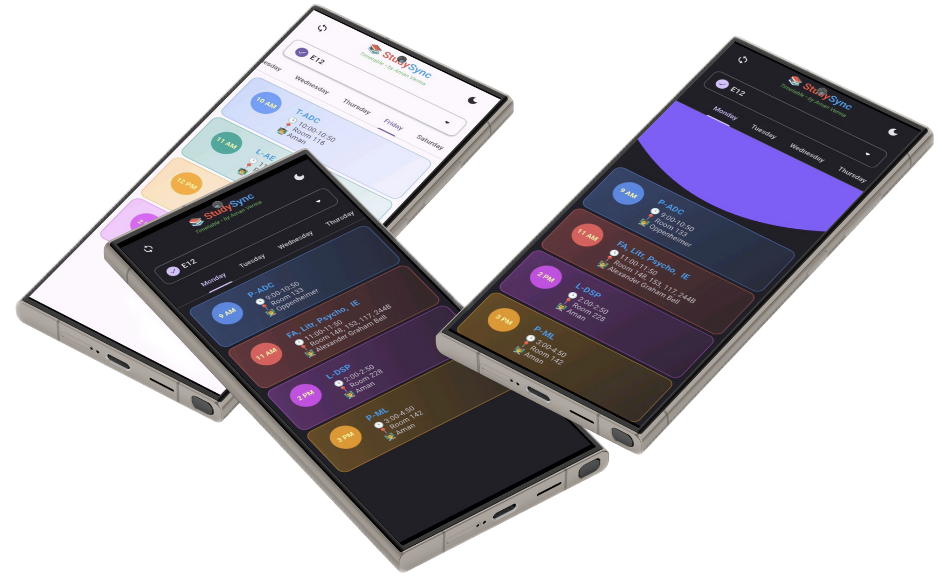 StudySync
Timetable - by Aman Verma
E12
Wednesday
Thursday
Friday
Saturday
10 AM
T-ADC
10:00-10:50
Room 116
Aman
11 AM
L-AE
12 PM
StudySync
Timetable - by Aman Verma
E12
Monday
Tuesday
Wednesday
Thursday
9 AM
P-ADC
9:00-10:50
Room 133
Oppenheimer
11 AM
FA, Litr, Psycho, IE
11:00-11:50
Room 148, 153, 117, 244B
Alexander Graham Bell
2 PM
L-DSP
2:00-2:50
Room 228
Aman
3 PM
P-ML
3:00-4:50
Room 142
Aman
StudySync
Timetable - by Aman Verma
E12
Monday
Tuesday
Wednesday
Thursday
9 AM
P-ADC
9:00-10:50
Room 133
Oppenheimer
11 AM
FA, Litr, Psycho, IE
11:00-11:50
Room 148, 153, 117, 244B
Alexander Graham Bell
2 PM
L-DSP
2:00-2:50
Room 228
Aman
3 PM
P-ML
3:00-4:50
Room 142
Aman